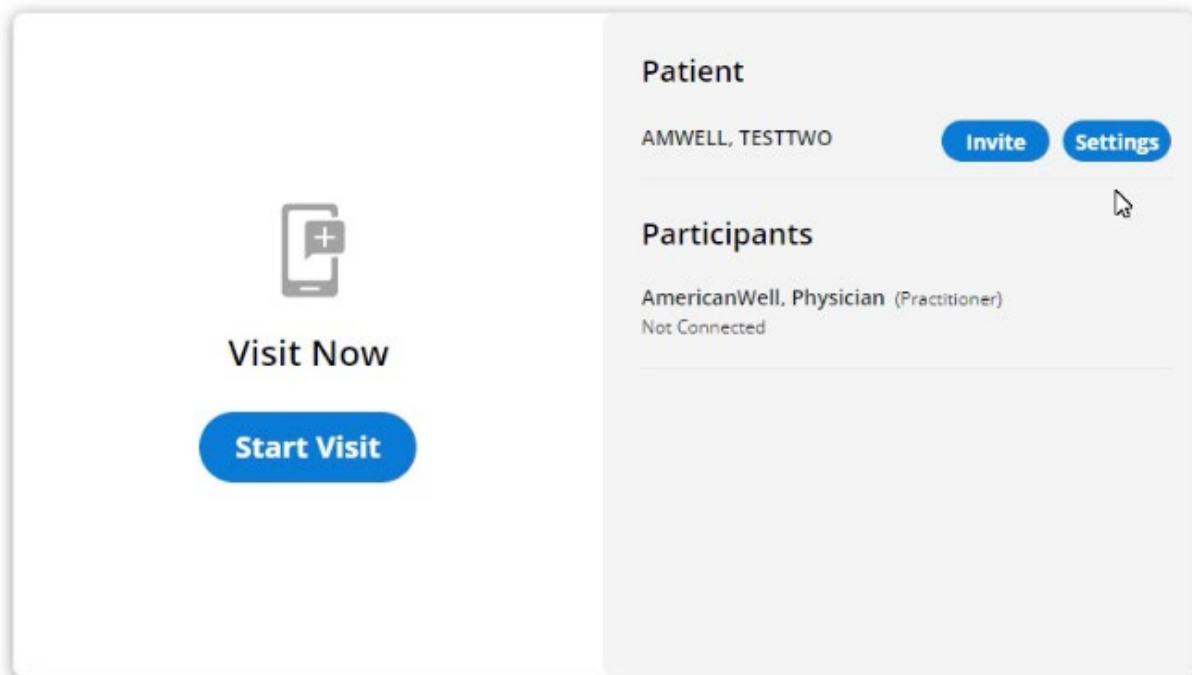 Visit Now
Start Visit
Patient
AMWELL, TESTTWO
Invite
Settings
Participants
AmericanWell, Physician (Practitioner)
Not Connected